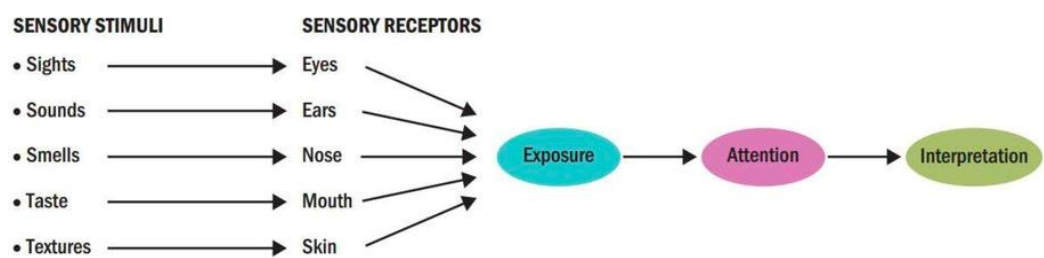 SENSORY STIMULI SENSORY RECEPTORS
• Sights Eyes
• Sounds Ears
• Smells Nose Exposure Attention Interpretation
• Taste Mouth
• Textures Skin